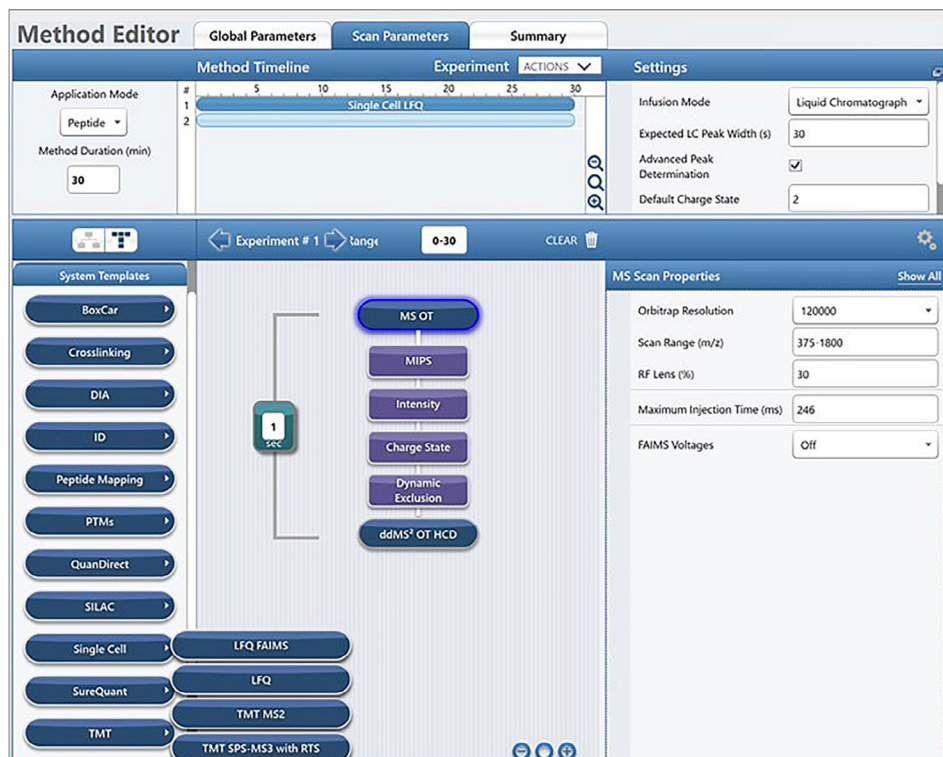 Method Editor
Global Parameters
Scan Parameters
Summary
Method Timeline
Experiment
ACTIONS
Settings
Application Mode
Peptide
Method Duration (min)
30
#
5
10
15
20
25
30
1
Single Cell LFQ
2
Infusion Mode
Liquid Chromatograph
Expected LC Peak Width (s)
30
Advanced Peak
Determination
Default Charge State
2
Experiment # 1
0-30
CLEAR
System Templates
BoxCar
Crosslinking
DIA
ID
Peptide Mapping
PTMs
QuanDirect
SILAC
Single Cell
SureQuant
TMT
LFQ FAIMS
LFQ
TMT MS2
TMT SPS-MS3 with RTS
1
sec
MS OT
MIPS
Intensity
Charge State
Dynamic
Exclusion
ddMS² OT HCD
MS Scan Properties
Show All
Orbitrap Resolution
120000
Scan Range (m/z)
375-1800
RF Lens (%)
30
Maximum Injection Time (ms)
246
FAIMS Voltages
Off